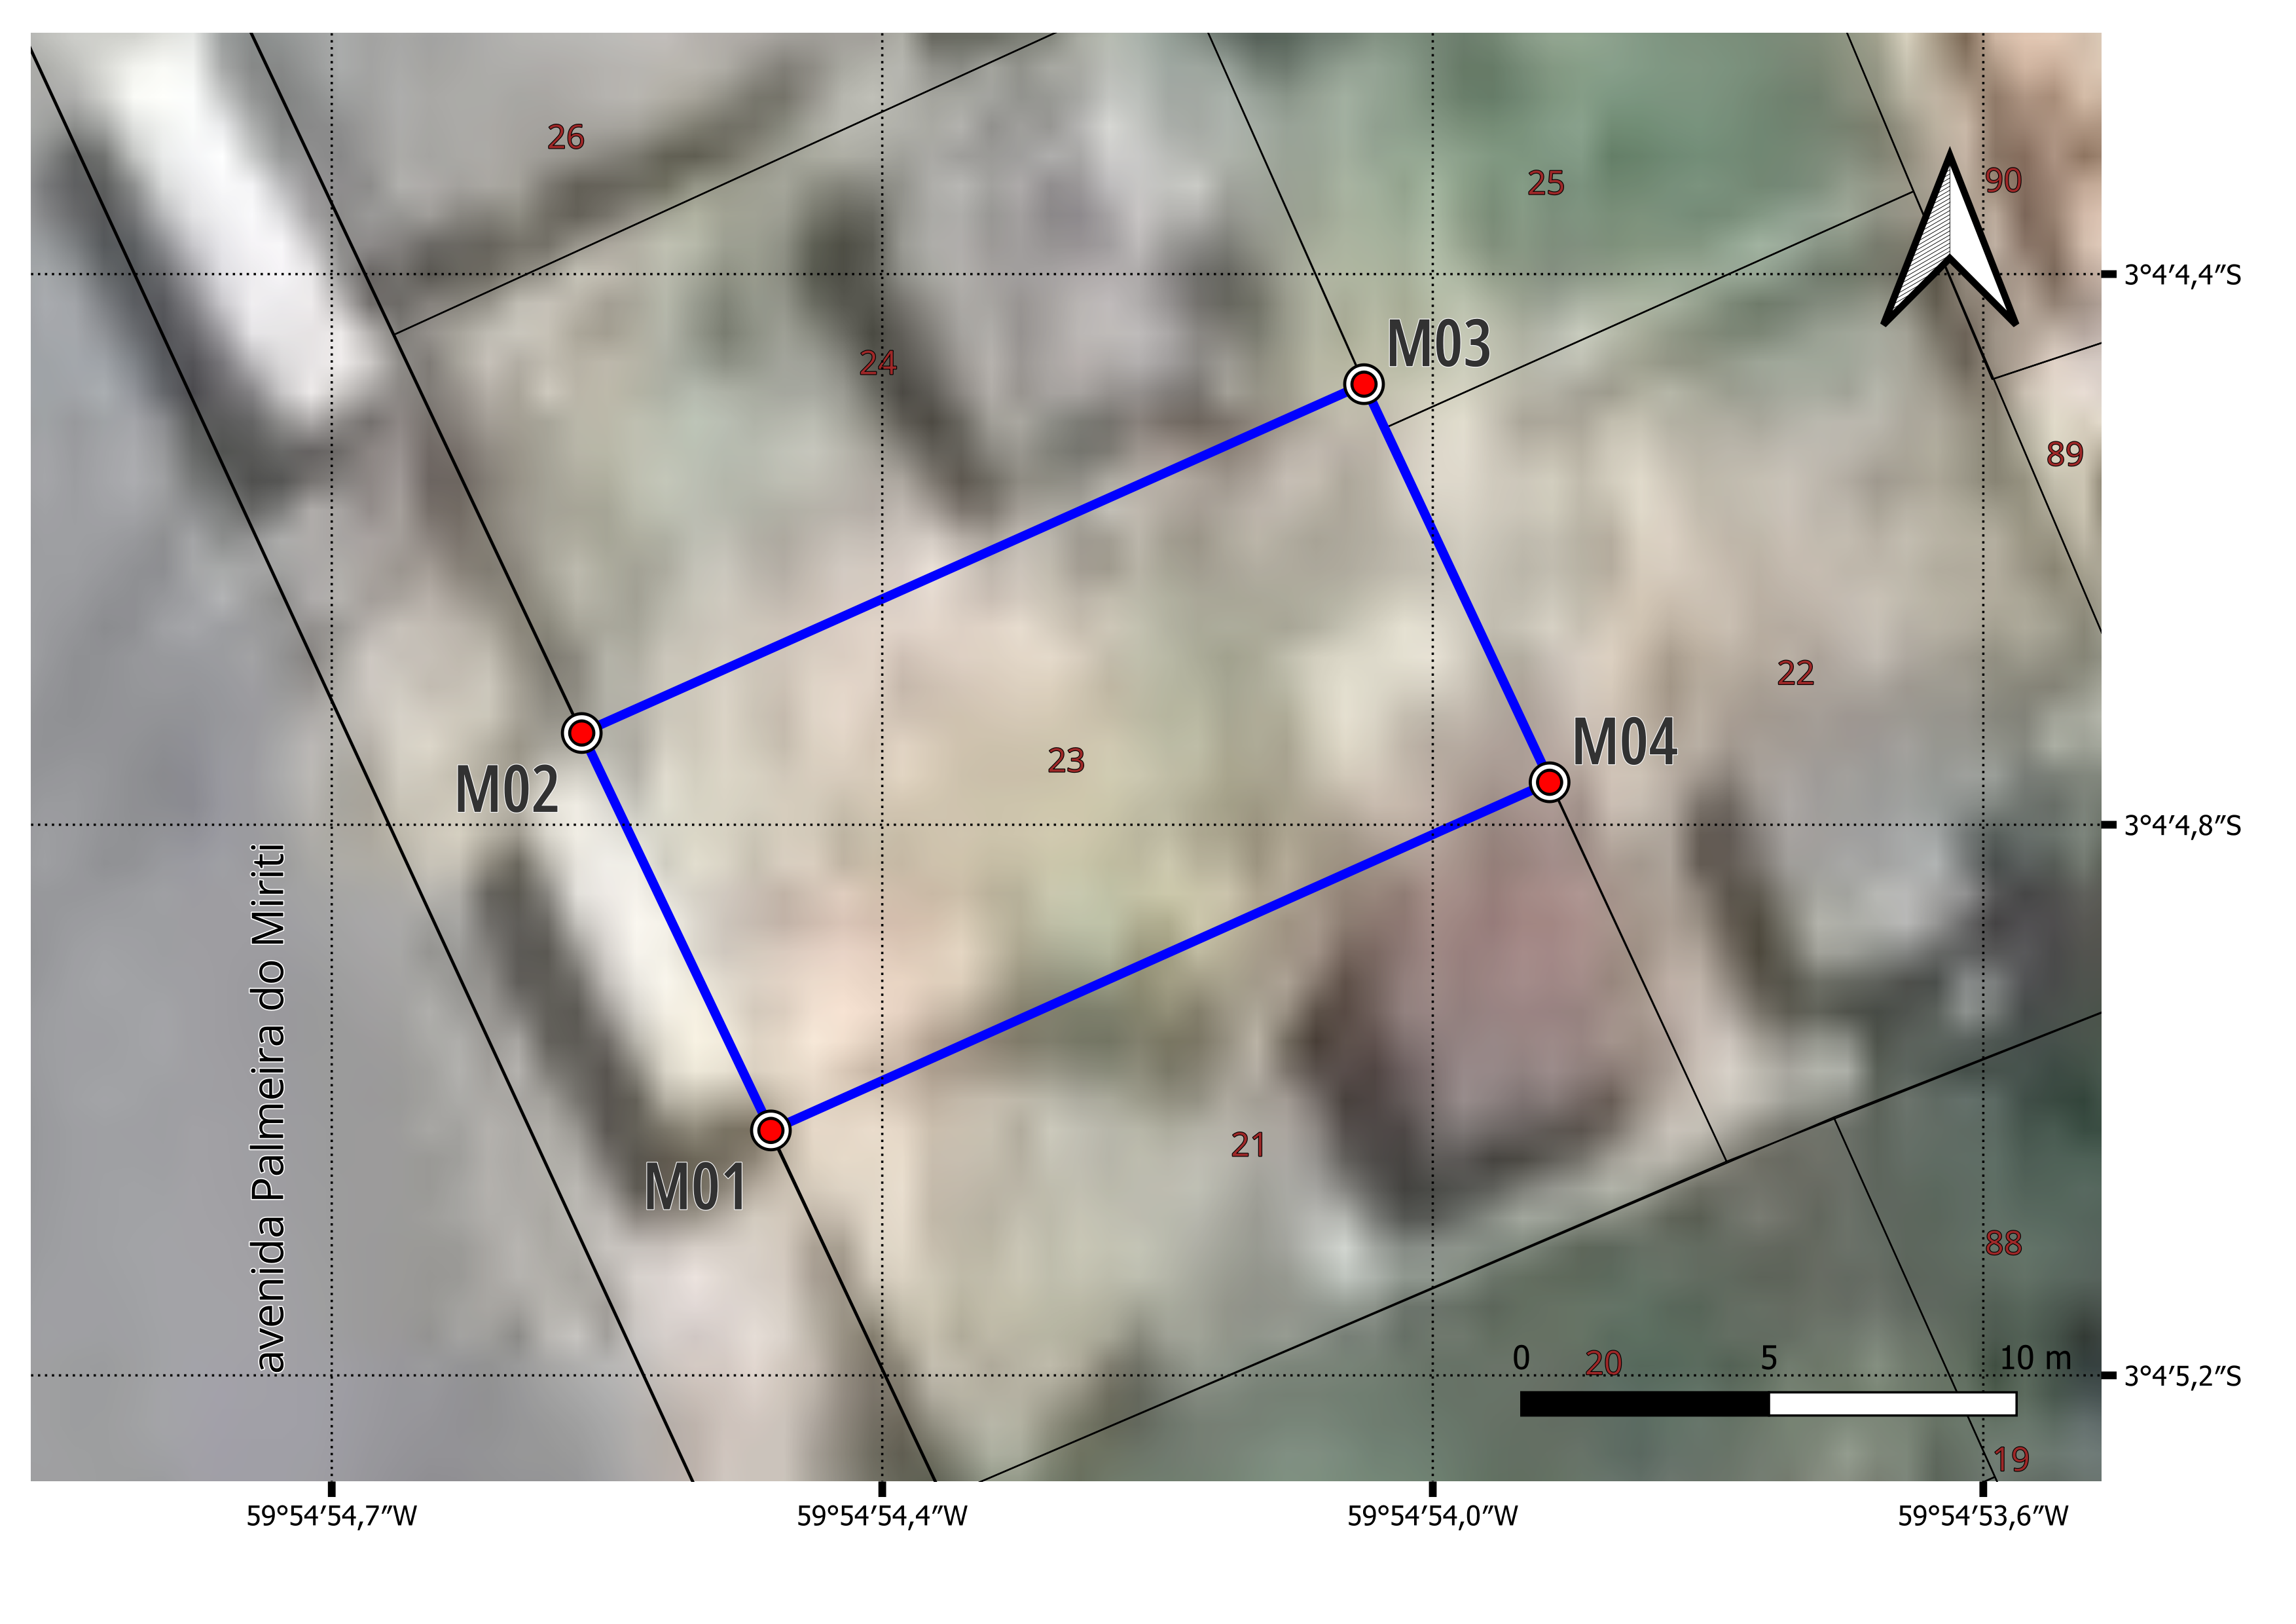 26
25
90
3°4′4,4″S
M03
24
89
22
M04
23
M02
3°4′4,8″S
avenida Palmeira do Miriti
21
M01
88
0 5 10 m
20
3°4′5,2″S
19
59°54′54,7″W 59°54′54,4″W 59°54′54,0″W 59°54′53,6″W